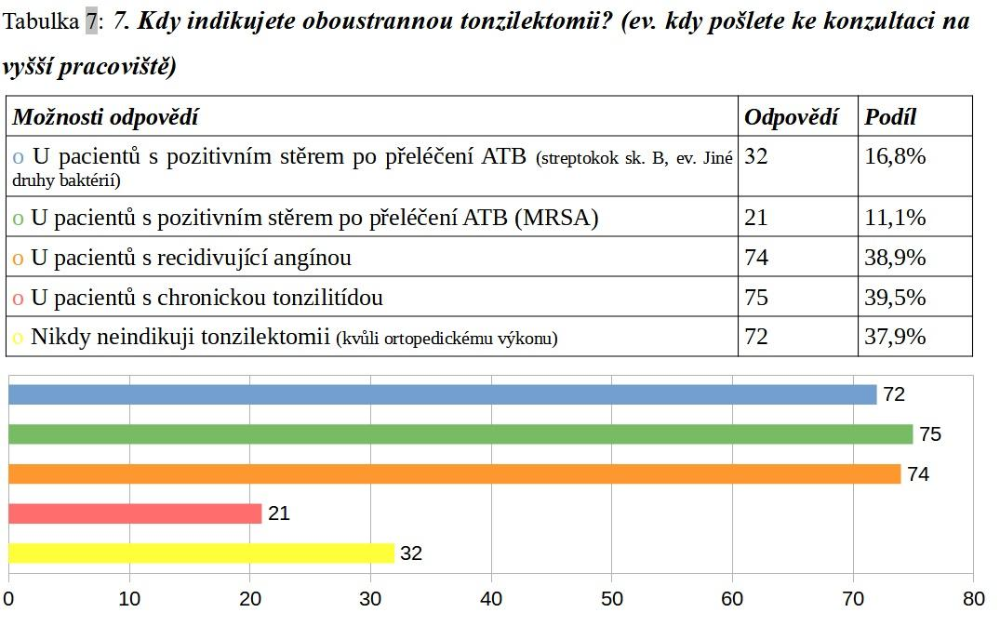 Tabulka 7: 7. Kdy indikujete oboustrannou tonzilektomii? (ev. kdy pošlete ke konzultaci na
vyšší pracoviště)
Možnosti odpovědí Odpovědí Podíl
o U pacientů s pozitivním stěrem po přeléčení ATB (streptokok sk. B, ev. Jiné 32 16,8%
druhy baktérií)
o U pacientů s pozitivním stěrem po přeléčení ATB (MRSA) 21 11,1%
o U pacientů s recidivující angínou 74 38,9%
o U pacientů s chronickou tonzilitídou 75 39,5%
o Nikdy neindikuji tonzilektomii (kvůli ortopedickému výkonu) 72 37,9%
72
75
74
21
32
0 10 20 30 40 50 60 70 80